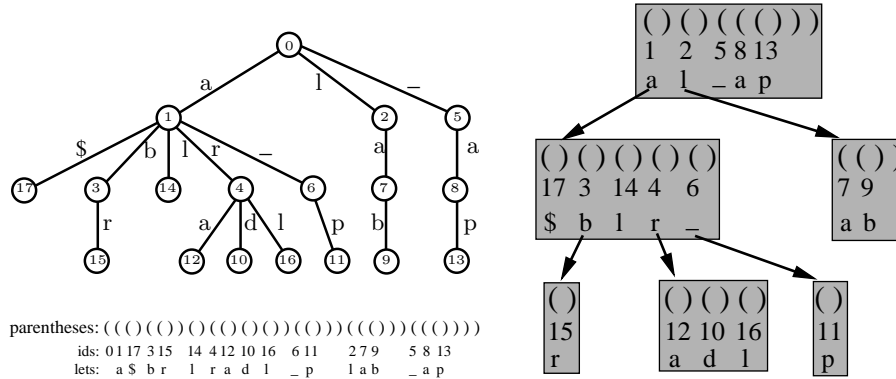 0
a l _
1 2 5
$ b l r _ a a
17 3 14 4 6 7 8
r a d l p b p
15 12 10 16 11 9 13
parentheses: ( ( ( ) ( ( ) ) ( ) ( ( ) ( ) ( ) ) ( ( ) ) ) ( ( ( ) ) ) ( ( ( ) ) ) )
ids: 0 1 17 3 15 14 4 12 10 16 6 11 2 7 9 5 8 13
lets: a $ b r l r a d l _ p l a b _ a p
( ) ( ) ( ( ( ) ) )
1 2 5 8 13
a l _ a p
( ) ( ) ( ) ( ) ( )
17 3 14 4 6
$ b l r _
( ( ) )
7 9
a b
( )
15
r
( ) ( ) ( )
12 10 16
a d l
( )
11
p